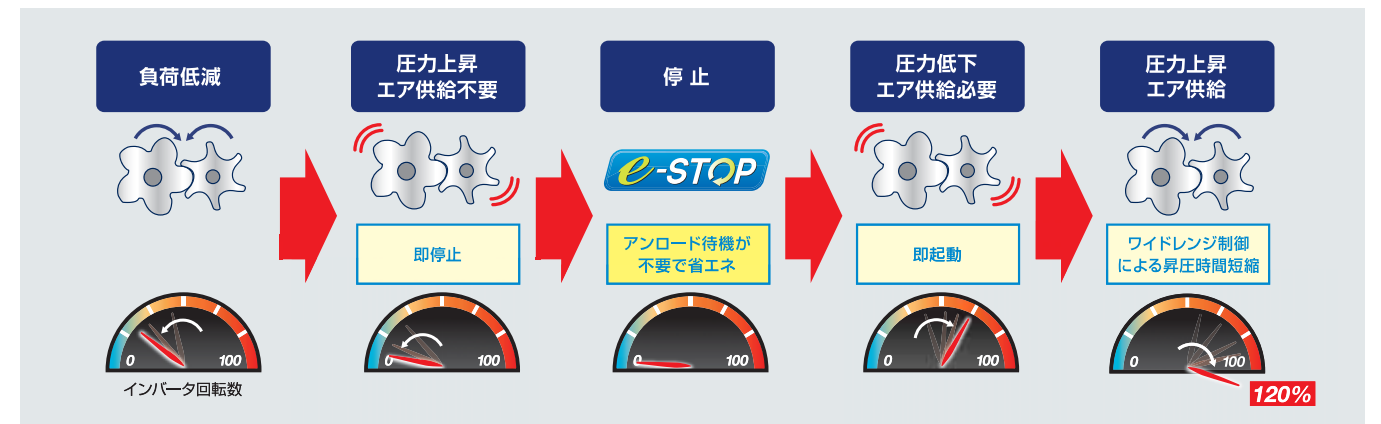 負荷低減
圧力上昇
エア供給不要
停止
圧力低下
エア供給必要
圧力上昇
エア供給
e-STOP
即停止
アンロード待機が
不要で省エネ
即起動
ワイドレンジ制御
による昇圧時間短縮
0 100
0 100
0 100
0 100
0 100
インバータ回転数
120%